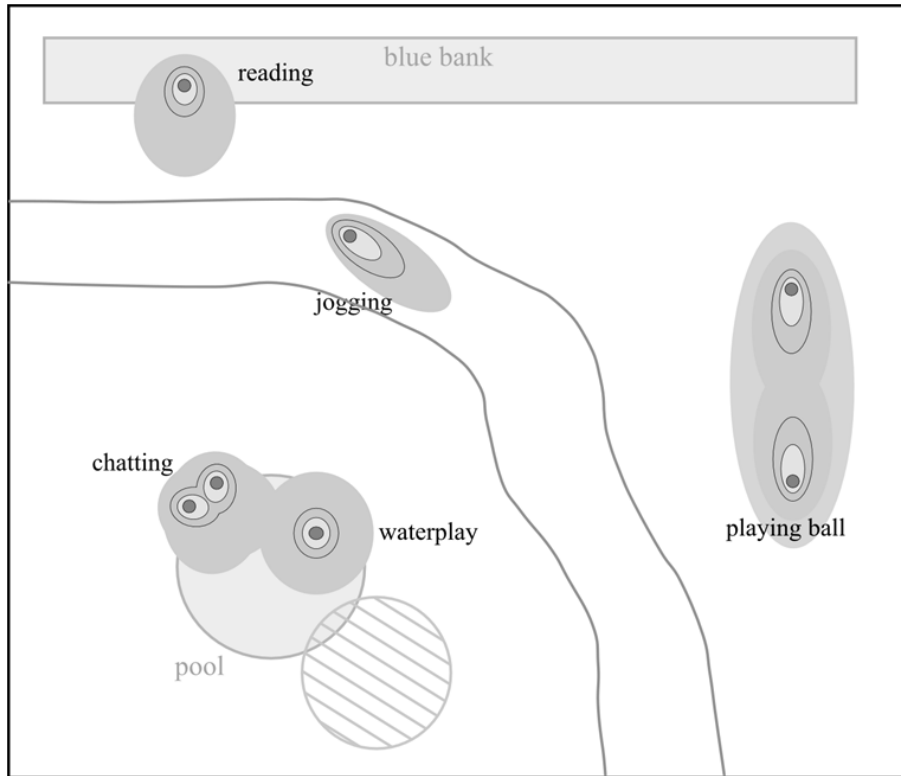 blue bank
reading
jogging
chatting
waterplay
playing ball
pool